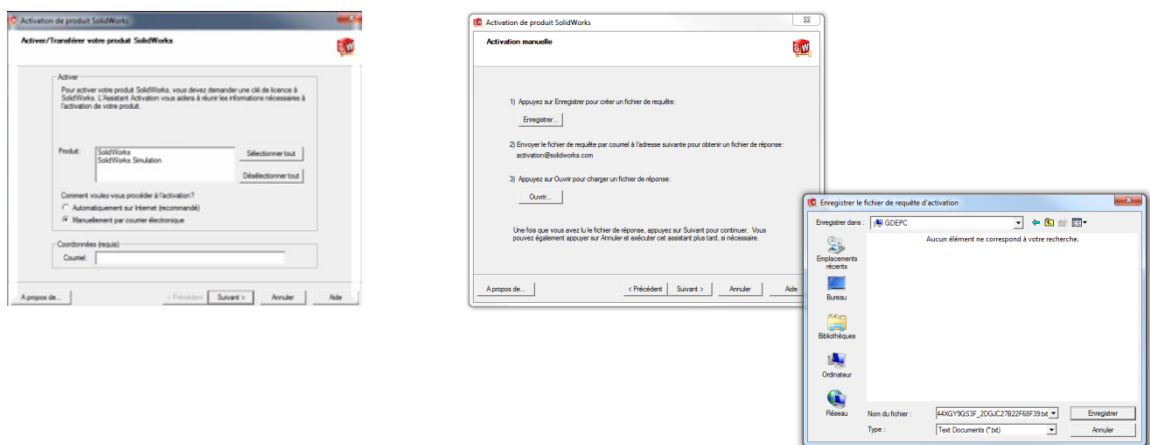 Activation de produit SolidWorks
Activer/Transférer votre produit SolidWorks
Activer
Pour activer votre produit SolidWorks, vous devez demander une clé de licence à
SolidWorks. L'Assistant Activation vous aidera à réunir les informations nécessaires à
l'activation de votre produit.
Produit:
SolidWorks
SolidWorks Simulation
Sélectionner tout
Désélectionner tout
Comment voulez-vous procéder à l'activation?
Automatiquement sur Internet (recommandé)
Manuellement par courrier électronique
Coordonnées (requis)
Courriel:
A propos de...
< Précédent
Suivant >
Annuler
Aide
Activation de produit SolidWorks
Activation manuelle
1) Appuyez sur Enregistrer pour créer un fichier de requête:
Enregistrer...
2) Envoyer le fichier de requête par courriel à l'adresse suivante pour obtenir un fichier de réponse:
activation@solidworks.com
3) Appuyez sur Ouvrir pour charger un fichier de réponse:
Ouvrir...
Une fois que vous avez lu le fichier de réponse, appuyez sur Suivant pour continuer. Vous
pouvez également appuyer sur Annuler et exécuter cet assistant plus tard, si nécessaire.
A propos de...
< Précédent
Suivant >
Annuler
Aide
Enregistrer le fichier de requête d'activation
Enregistrer dans :
GDEPC
Aucun élément ne correspond à votre recherche.
Emplacements
récents
Bureau
Bibliothèques
Ordinateur
Réseau
Nom du fichier :
44XGY9QS3F_2DGJC27B22F68F39.txt
Enregistrer
Type :
Text Documents (*.txt)
Annuler